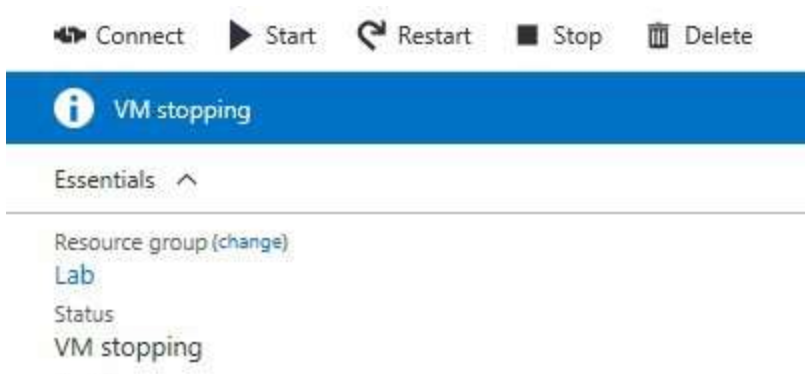 Connect Start Restart Stop Delete
VM stopping
Essentials
Resource group (change)
Lab
Status
VM stopping